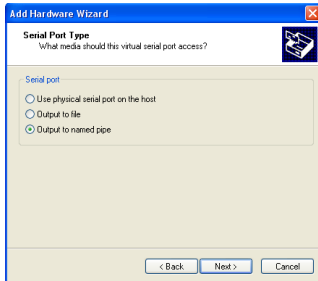 Add Hardware Wizard
Serial Port Type
What media should this virtual serial port access?
Serial port
Use physical serial port on the host
Output to file
Output to named pipe
< Back Next > Cancel